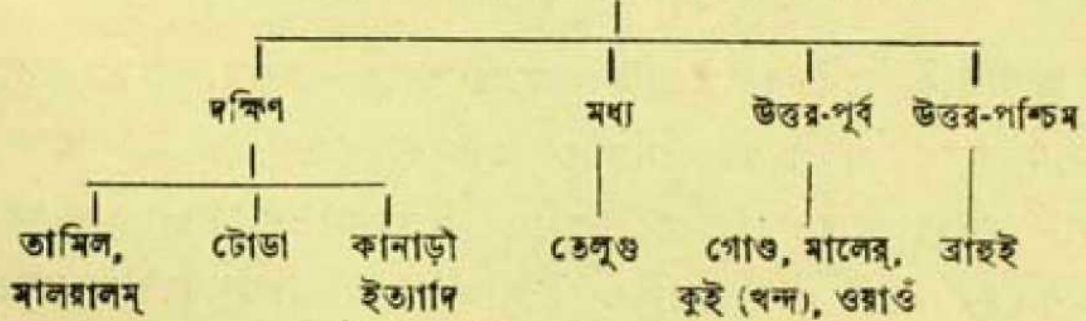 দক্ষিণ মধ্য উত্তর-পূর্ব উত্তর-পশ্চিম
তামিল, টোডা কানাড়ী তেলুগু গোণ্ড, মালের্, ব্রাহুই
মালয়ালম্ ইত্যাদি কুই (খন্দ), ওরাওঁ